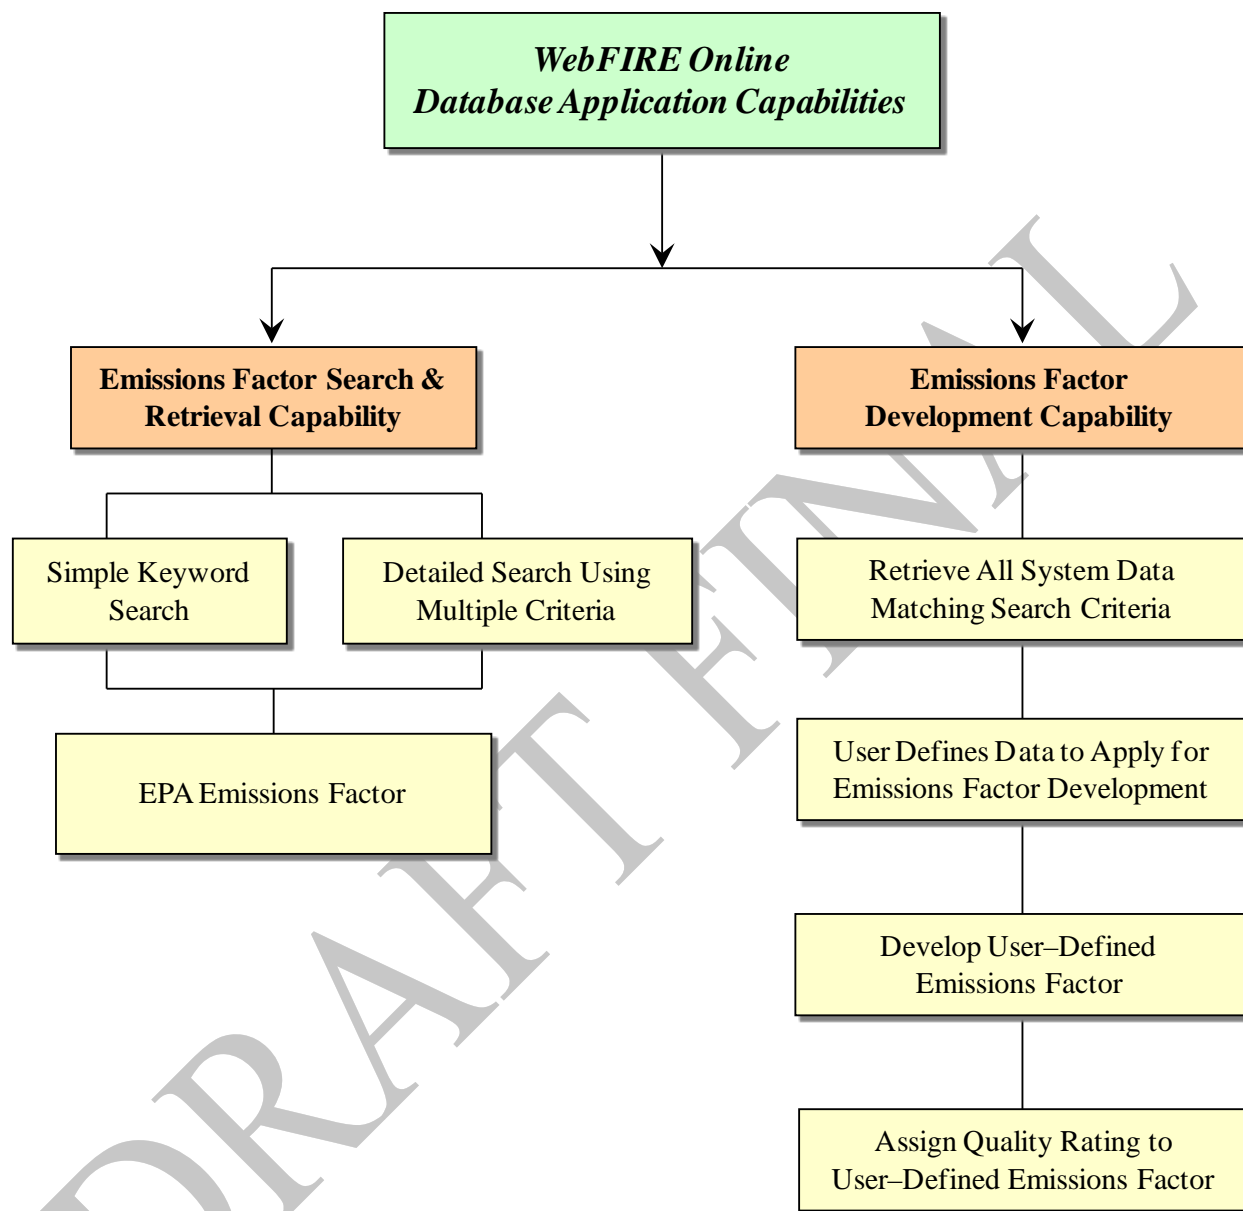 WebFIRE Online
Database Application Capabilities
Emissions Factor Search &
Retrieval Capability
Emissions Factor
Development Capability
Simple Keyword
Search
Detailed Search Using
Multiple Criteria
Retrieve All System Data
Matching Search Criteria
EPA Emissions Factor
User Defines Data to Apply for
Emissions Factor Development
Develop User–Defined
Emissions Factor
Assign Quality Rating to
User–Defined Emissions Factor
DRAFT FINAL